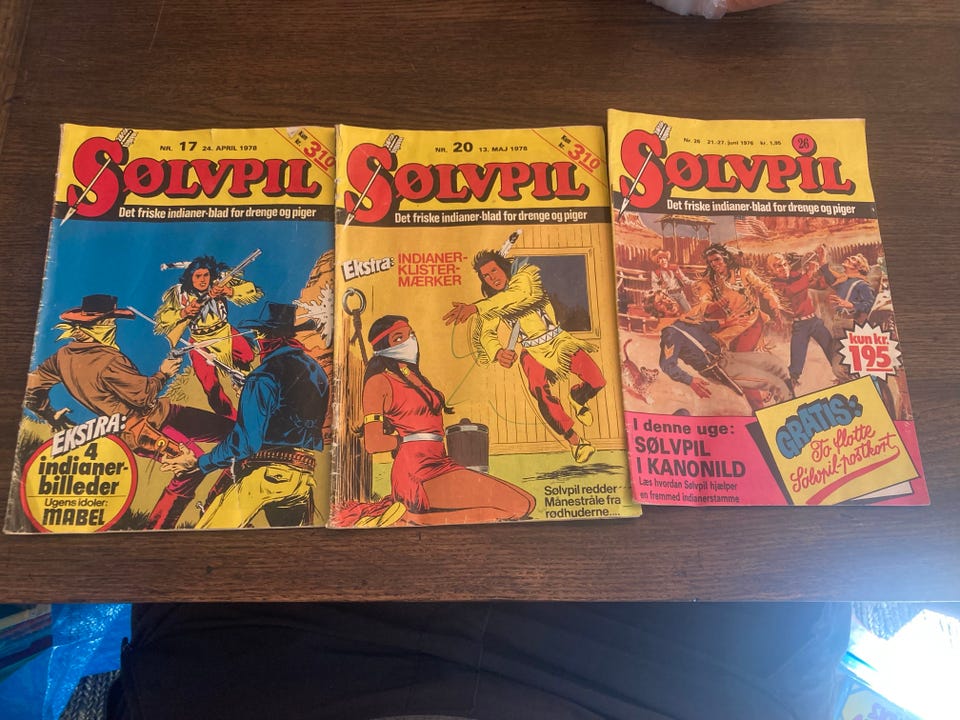 NR. 17 24. APRIL 1978
kun kr. 310
SØLVPIL
Det friske indianer-blad for drenge og piger
EKSTRA:
4
indianer-
billeder
Ugens idoler:
MABEL
NR. 20 13. MAJ 1978
kun kr. 310
SØLVPIL
Det friske indianer-blad for drenge og piger
Ekstra:
INDIANER-
KLISTER-
MÆRKER
Sølvpil redder
Månestråle fra
rødhuderne....
Nr. 26 21.-27. juni 1976 kr. 1,95
26
SØLVPIL
Det friske indianer-blad for drenge og piger
kun kr.
195
I denne uge:
SØLVPIL
I KANONILD
Læs hvordan Sølvpil hjælper
en fremmed indianerstamme
GRATIS:
To flotte
Sølvpil-postkort